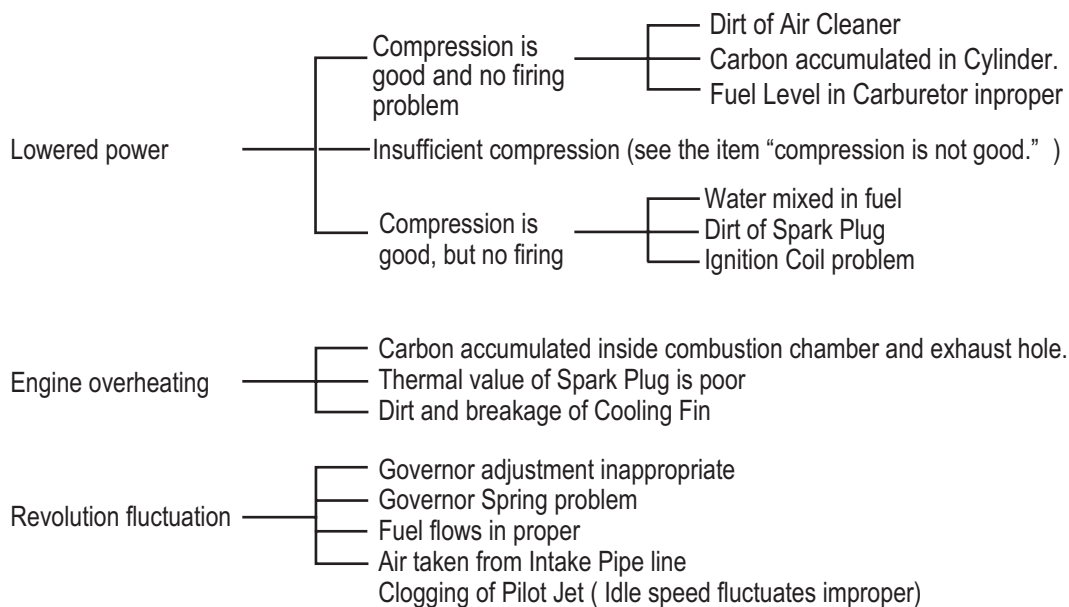 Dirt of Air Cleaner
Compression is
good and no firing
problem
Carbon accumulated in Cylinder.
Fuel Level in Carburetor inproper
Lowered power
Insufficient compression (see the item “compression is not good.” )
Water mixed in fuel
Compression is
good, but no firing
Dirt of Spark Plug
Ignition Coil problem
Carbon accumulated inside combustion chamber and exhaust hole.
Engine overheating
Thermal value of Spark Plug is poor
Dirt and breakage of Cooling Fin
Governor adjustment inappropriate
Governor Spring problem
Revolution fluctuation
Fuel flows in proper
Air taken from Intake Pipe line
Clogging of Pilot Jet ( Idle speed fluctuates improper)